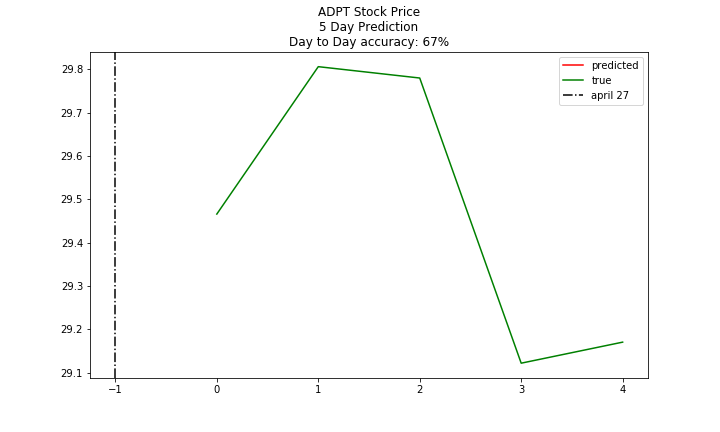 ADPT Stock Price
5 Day Prediction
Day to Day accuracy: 67%
predicted
true
april 27
29.8
29.7
29.6
29.5
29.4
29.3
29.2
29.1
−1
0
1
2
3
4